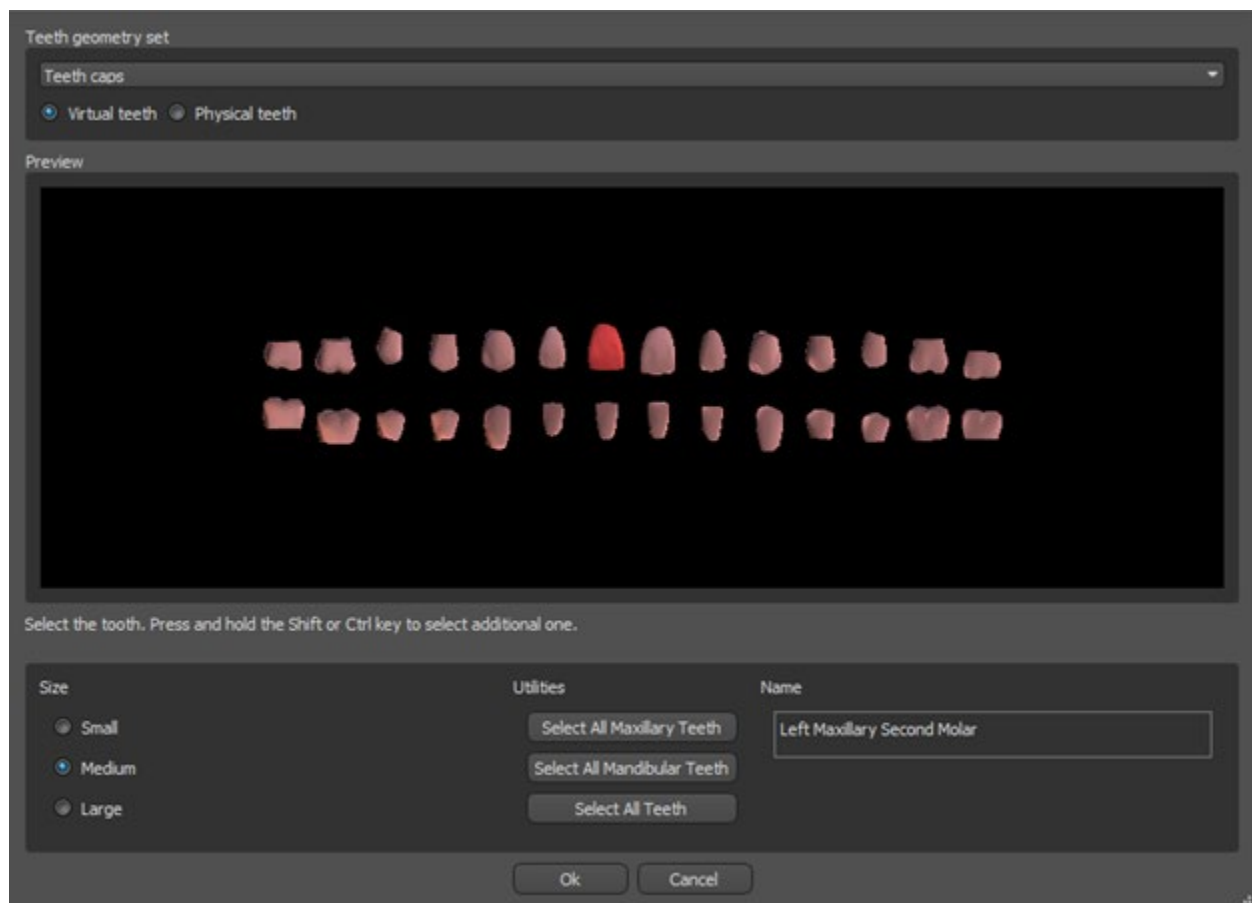 Teeth geometry set
Teeth caps
Virtual teeth Physical teeth
Preview
Select the tooth. Press and hold the Shift or Ctrl key to select additional one.
Size Utilities Name
Small Select All Maxillary Teeth Left Maxillary Second Molar
Medium Select All Mandibular Teeth
Large Select All Teeth
Ok Cancel